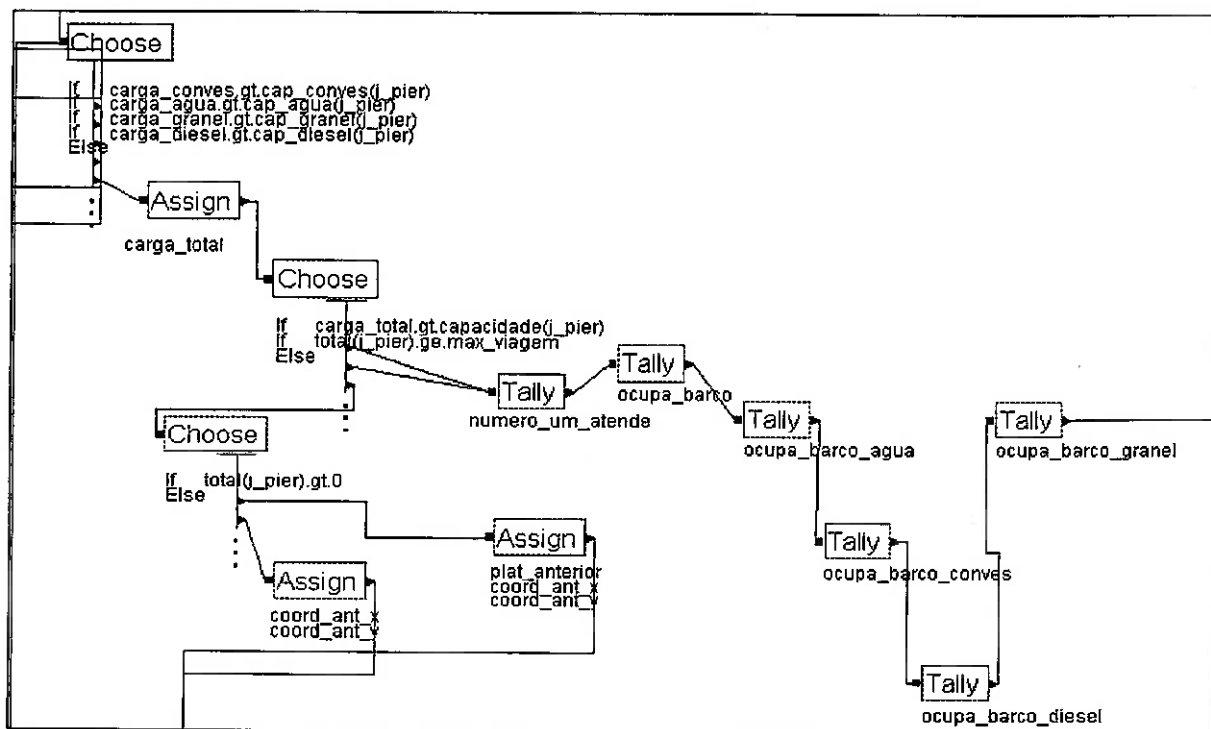 Choose
If carga_conves.gt.cap_conves(j_pier)
If carga_agua.gt.cap_agua(j_pier)
If carga_granel.gt.cap_granel(j_pier)
If carga_diesel.gt.cap_diesel(j_pier)
Else
Assign
carga_total
Choose
If carga_total.gt.capacidade(j_pier)
If total(j_pier).ge.max_viagem
Else
Tally
numero_um_atende
Tally
ocupa_barco
Tally
ocupa_barco_agua
Tally
ocupa_barco_granel
Choose
If total(j_pier).gt.0
Else
Assign
plat_anterior
coord_ant_x
coord_ant_y
Tally
ocupa_barco_conves
Assign
coord_ant_x
coord_ant_y
Tally
ocupa_barco_diesel